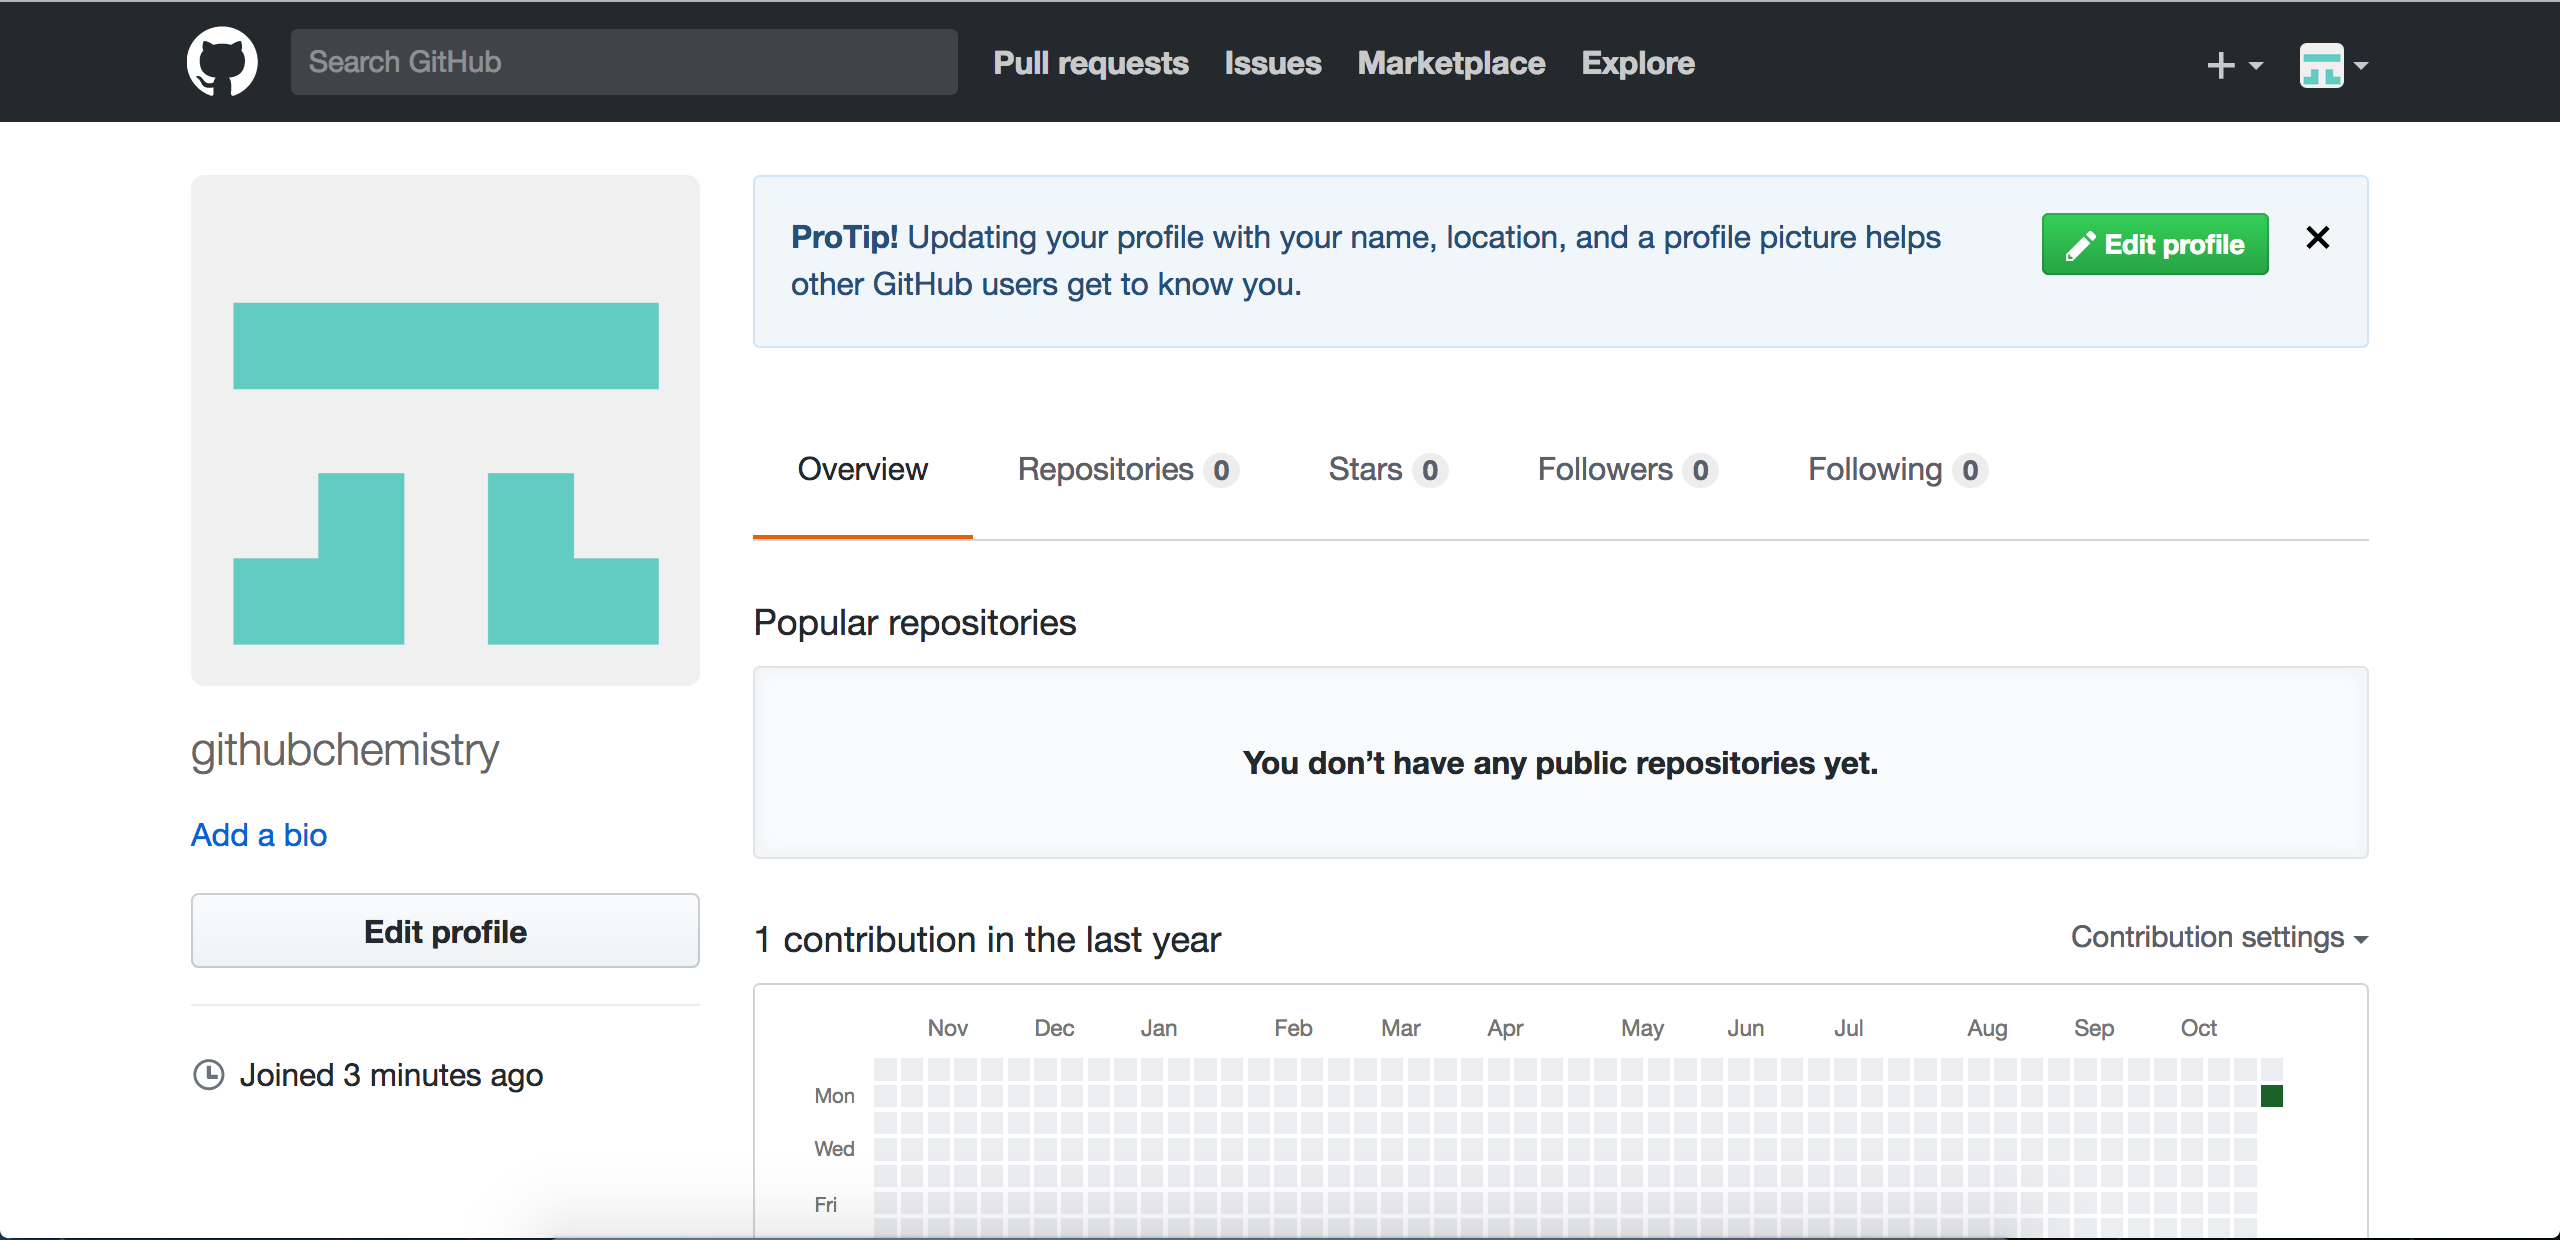 Search GitHub
Pull requests Issues Marketplace Explore
ProTip! Updating your profile with your name, location, and a profile picture helps
other GitHub users get to know you.
Edit profile
Overview Repositories 0 Stars 0 Followers 0 Following 0
Popular repositories
You don’t have any public repositories yet.
githubchemistry
Add a bio
Edit profile
Joined 3 minutes ago
1 contribution in the last year
Contribution settings
Nov Dec Jan Feb Mar Apr May Jun Jul Aug Sep Oct
Mon
Wed
Fri